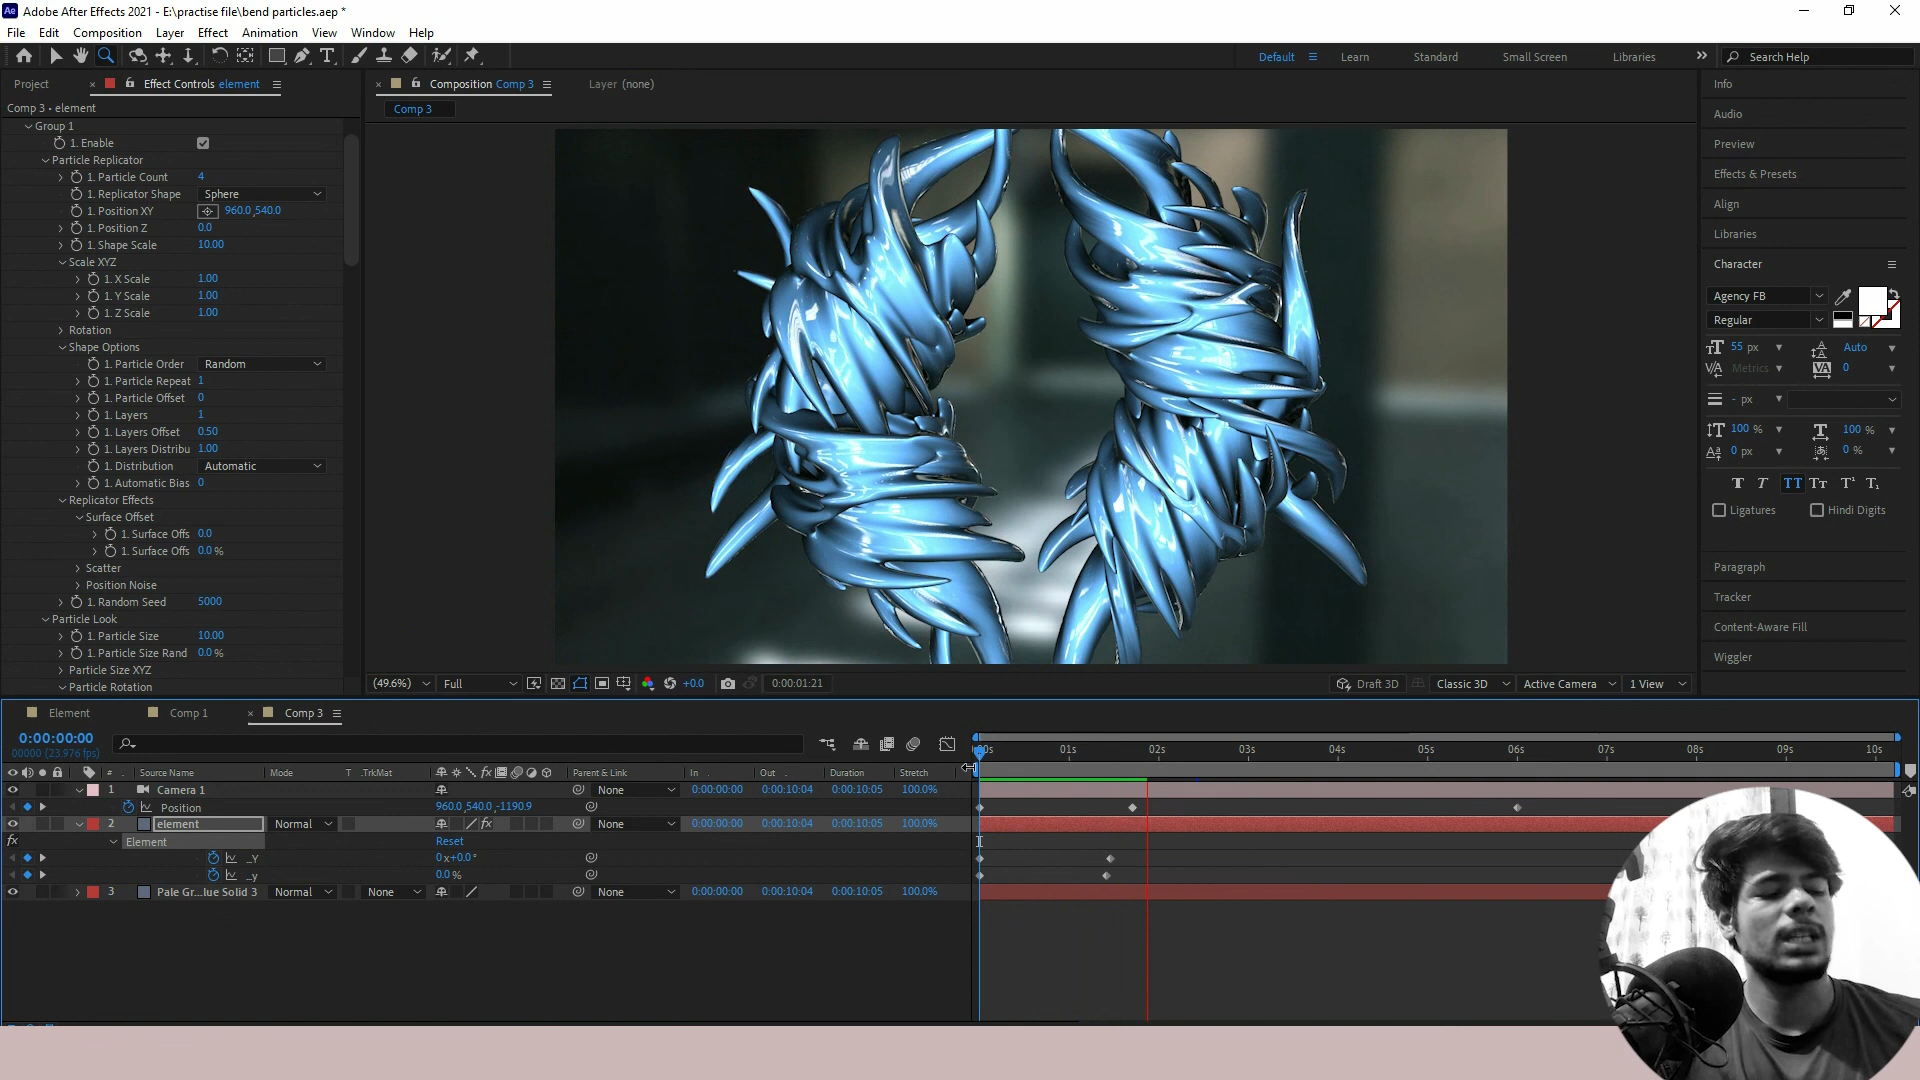 Ae Adobe After Effects 2021 - E:\practise file\bend particles.aep *
File Edit Composition Layer Effect Animation View Window Help
Default Learn Standard Small Screen Libraries Search Help
Project Effect Controls element
Comp 3 • element
Group 1
1. Enable
Particle Replicator
1. Particle Count 4
1. Replicator Shape Sphere
1. Position XY 960.0 ,540.0
1. Position Z 0.0
1. Shape Scale 10.00
Scale XYZ
1. X Scale 1.00
1. Y Scale 1.00
1. Z Scale 1.00
Rotation
Shape Options
1. Particle Order Random
1. Particle Repeat 1
1. Particle Offset 0
1. Layers 1
1. Layers Offset 0.50
1. Layers Distribu 1.00
1. Distribution Automatic
1. Automatic Bias 0
Replicator Effects
Surface Offset
1. Surface Offs 0.0
1. Surface Offs 0.0 %
Scatter
Position Noise
1. Random Seed 5000
Particle Look
1. Particle Size 10.00
1. Particle Size Rand 0.0 %
Particle Size XYZ
Particle Rotation
Composition Comp 3 Layer (none)
Comp 3
(49.6%) Full +0.0 0:00:01:21 Draft 3D Classic 3D Active Camera 1 View
Info
Audio
Preview
Effects & Presets
Align
Libraries
Character
Agency FB
Regular
55 px Auto
Metrics 0
- px
100 % 100 %
0 px 0 %
T T TT Tт T¹ T₁
Ligatures Hindi Digits
Paragraph
Tracker
Content-Aware Fill
Wiggler
Element Comp 1 Comp 3
0:00:00:00
00000 (23.976 fps)
00s 01s 02s 03s 04s 05s 06s 07s 08s 09s 10s
# Source Name Mode T .TrkMat Parent & Link In Out Duration Stretch
1 Camera 1 None 0:00:00:00 0:00:10:04 0:00:10:05 100.0%
Position 960.0 ,540.0 ,-1190.9
2 element Normal None 0:00:00:00 0:00:10:04 0:00:10:05 100.0%
fx Element Reset
_Y 0 x+0.0 °
_y 0.0 %
3 Pale Gr...lue Solid 3 Normal None None 0:00:00:00 0:00:10:04 0:00:10:05 100.0%